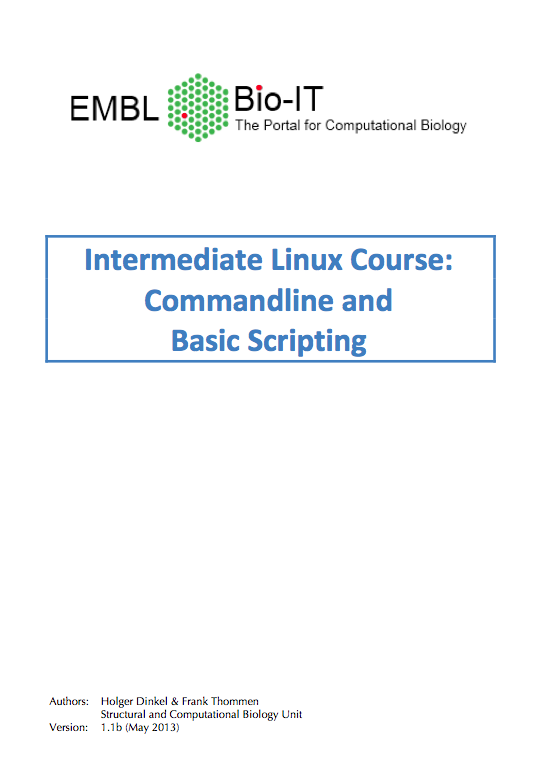 EMBL
Bio-IT
The Portal for Computational Biology
Intermediate Linux Course:
Commandline and
Basic Scripting
Authors: Holger Dinkel & Frank Thommen
Structural and Computational Biology Unit
Version: 1.1b (May 2013)